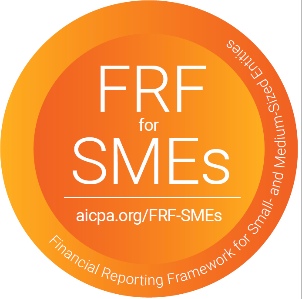 FRF
for
SMEs
aicpa.org/FRF-SMEs
Financial Reporting Framework for Small- and Medium-Sized Entities